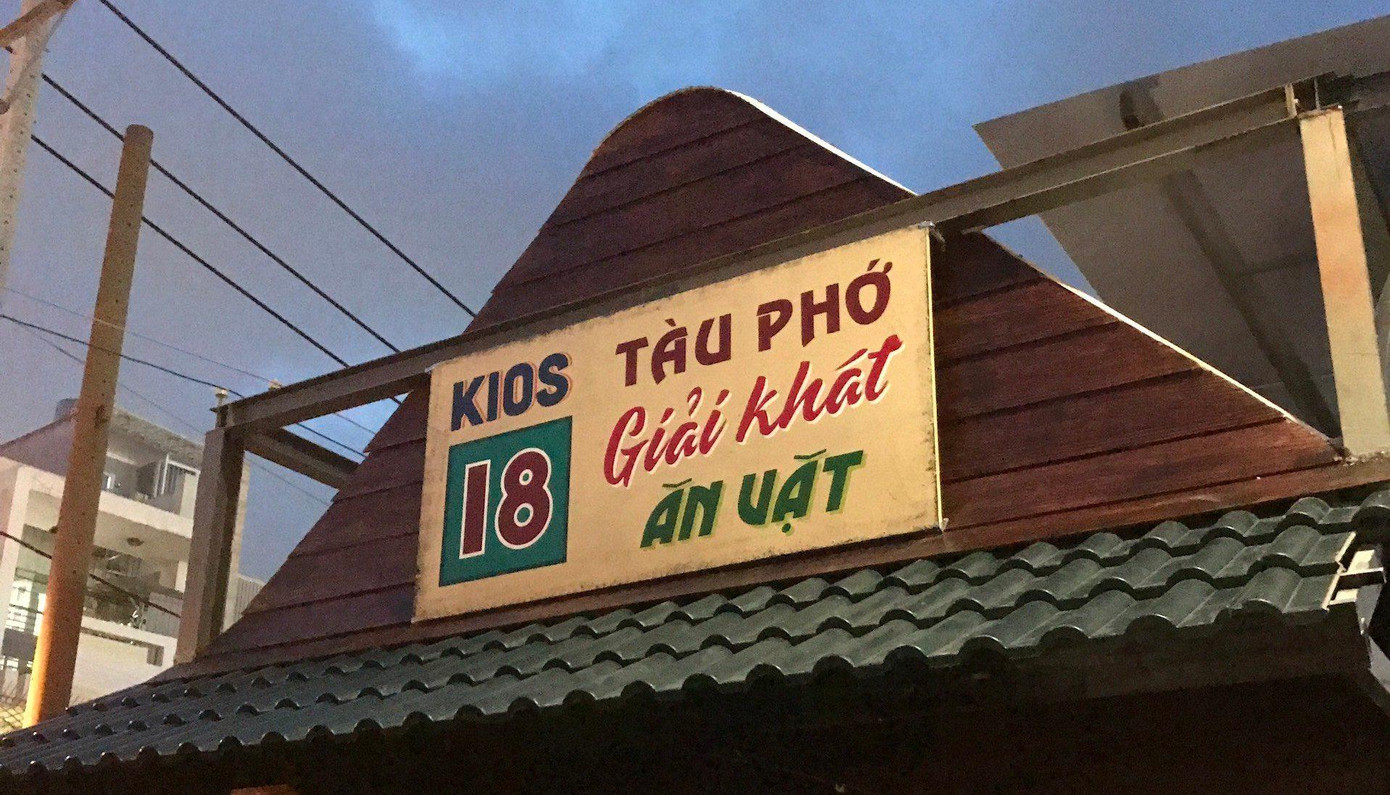 KIOS
18
TÀU PHỚ
Giải khát
ĂN VẶT